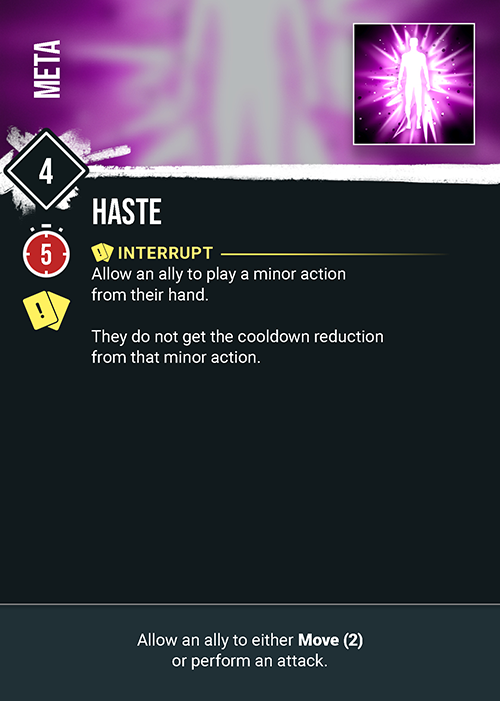 META
4
HASTE
5
! INTERRUPT
Allow an ally to play a minor action
from their hand.
!
They do not get the cooldown reduction
from that minor action.
Allow an ally to either Move (2)
or perform an attack.